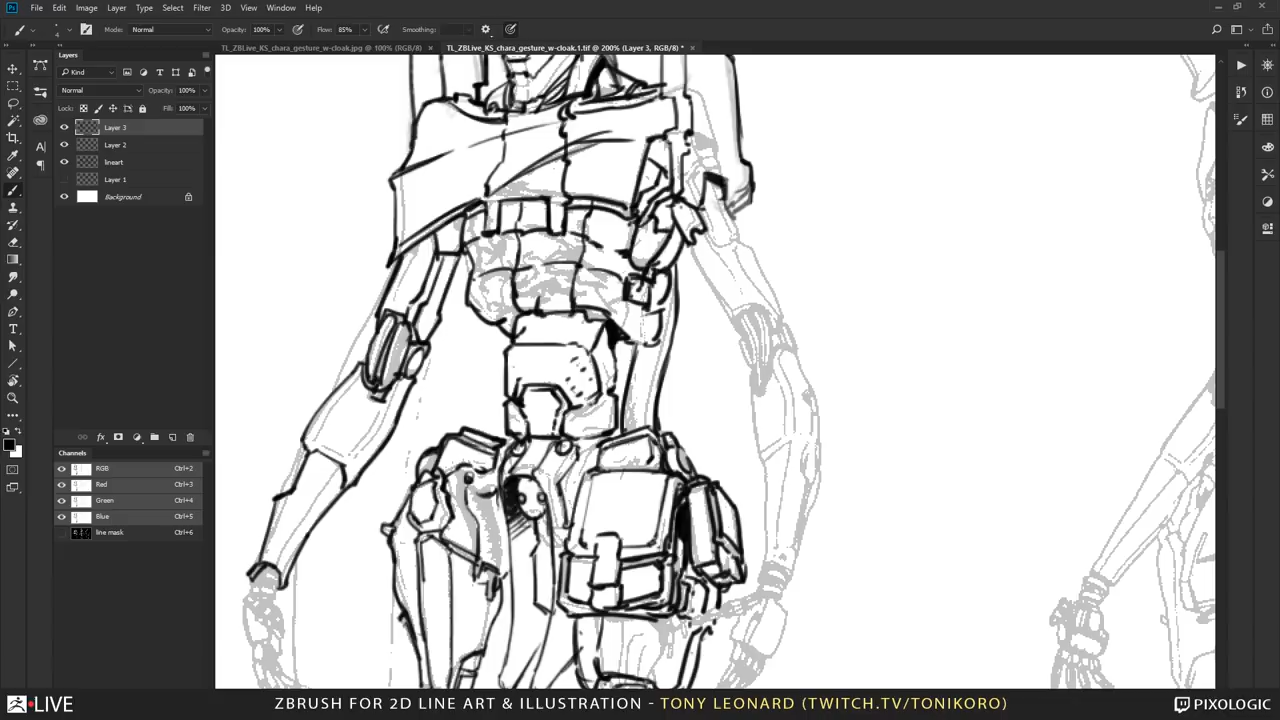 Ps File Edit Image Layer Type Select Filter 3D View Window Help
4 Mode: Normal Opacity: 100% Flow: 85% Smoothing:
TL_ZBLive_KS_chara_gesture_w-cloak.jpg @ 100% (RGB/8) × TL_ZBLive_KS_chara_gesture_w-cloak.1.tif @ 200% (Layer 3, RGB/8) * ×
Layers
Kind
Normal Opacity: 100%
Lock: Fill: 100%
Layer 3
Layer 2
lineart
Layer 1
Background
fx
Channels
RGB Ctrl+2
Red Ctrl+3
Green Ctrl+4
Blue Ctrl+5
line mask Ctrl+6
LIVE ZBRUSH FOR 2D LINE ART & ILLUSTRATION - TONY LEONARD (TWITCH.TV/TONIKORO) PIXOLOGIC